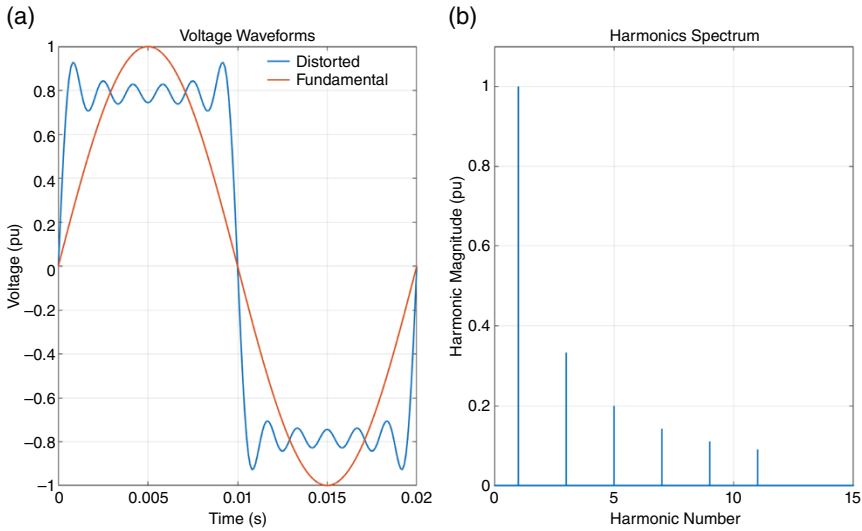 (a)
Voltage Waveforms
Distorted
Fundamental
Voltage (pu)
1
0.8
0.6
0.4
0.2
0
−0.2
−0.4
−0.6
−0.8
−1
0 0.005 0.01 0.015 0.02
Time (s)
(b)
Harmonics Spectrum
Harmonic Magnitude (pu)
1
0.8
0.6
0.4
0.2
0
0 5 10 15
Harmonic Number